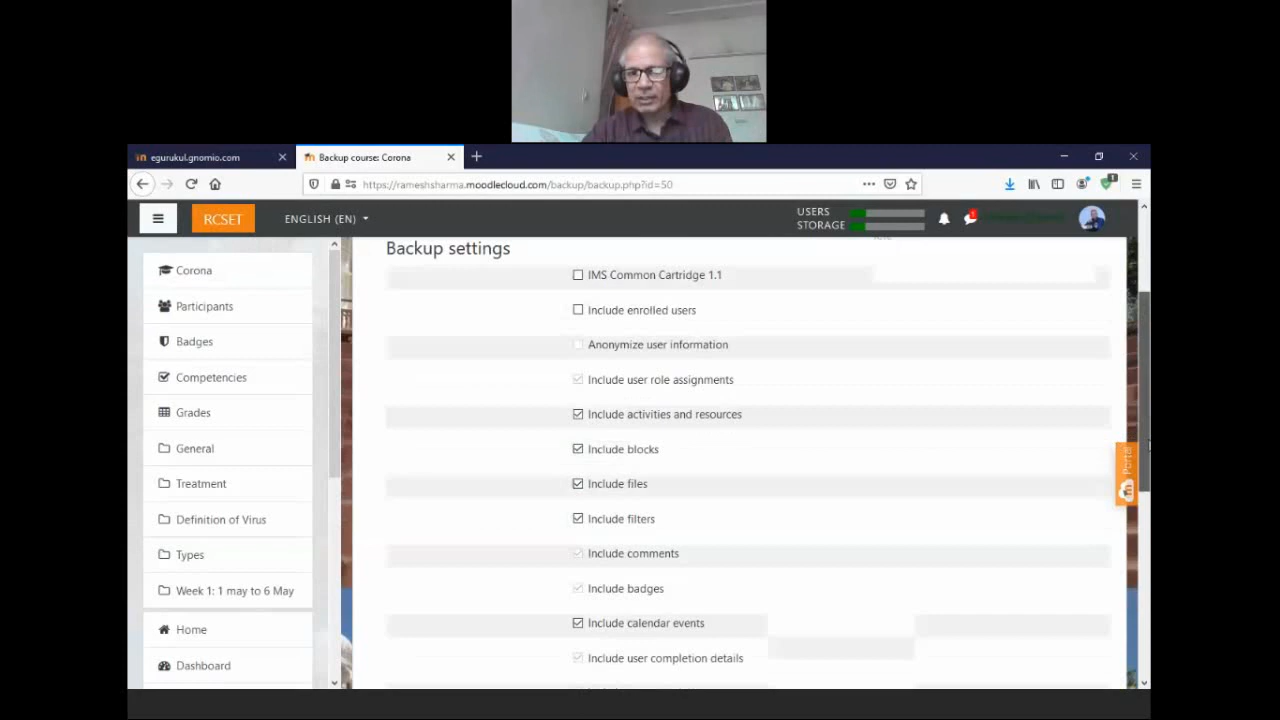 egurukul.gnomio.com
Backup course: Corona
https://rameshsharma.moodlecloud.com/backup/backup.php?id=50
1
RCSET
ENGLISH (EN)
USERS
STORAGE
Backup settings
Corona
Participants
Badges
Competencies
Grades
General
Treatment
Definition of Virus
Types
Week 1: 1 may to 6 May
Home
Dashboard
IMS Common Cartridge 1.1
Include enrolled users
Anonymize user information
Include user role assignments
Include activities and resources
Include blocks
Include files
Include filters
Include comments
Include badges
Include calendar events
Include user completion details
Portal